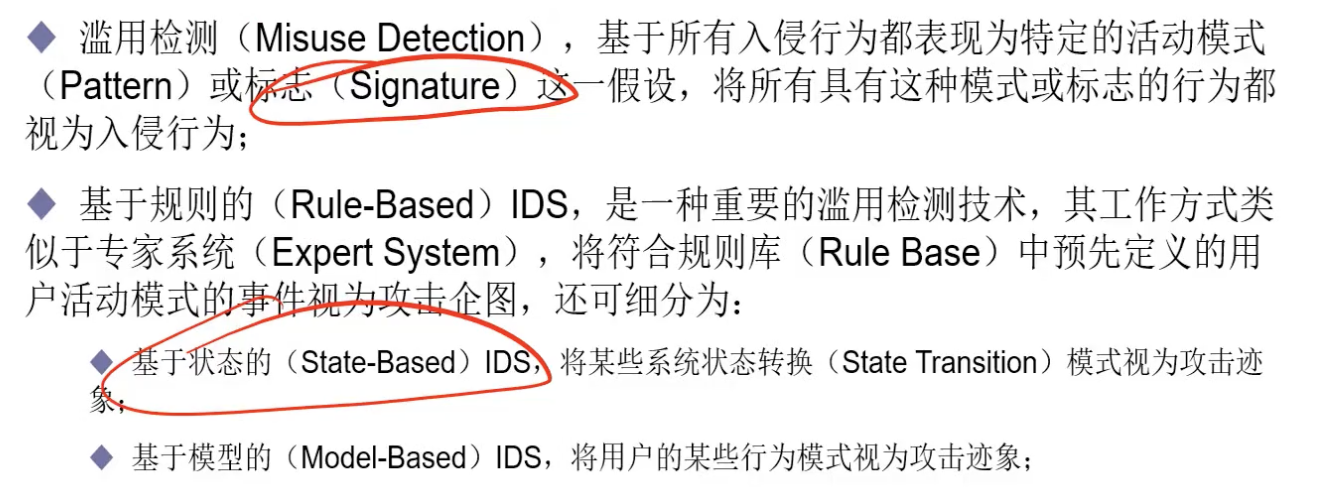 ◆ 滥用检测（Misuse Detection），基于所有入侵行为都表现为特定的活动模式
（Pattern）或标志（Signature）这一假设，将所有具有这种模式或标志的行为都
视为入侵行为；
◆ 基于规则的（Rule-Based）IDS，是一种重要的滥用检测技术，其工作方式类
似于专家系统（Expert System），将符合规则库（Rule Base）中预先定义的用
户活动模式的事件视为攻击企图，还可细分为：
◆ 基于状态的（State-Based）IDS，将某些系统状态转换（State Transition）模式视为攻击迹
象；
◆ 基于模型的（Model-Based）IDS，将用户的某些行为模式视为攻击迹象；